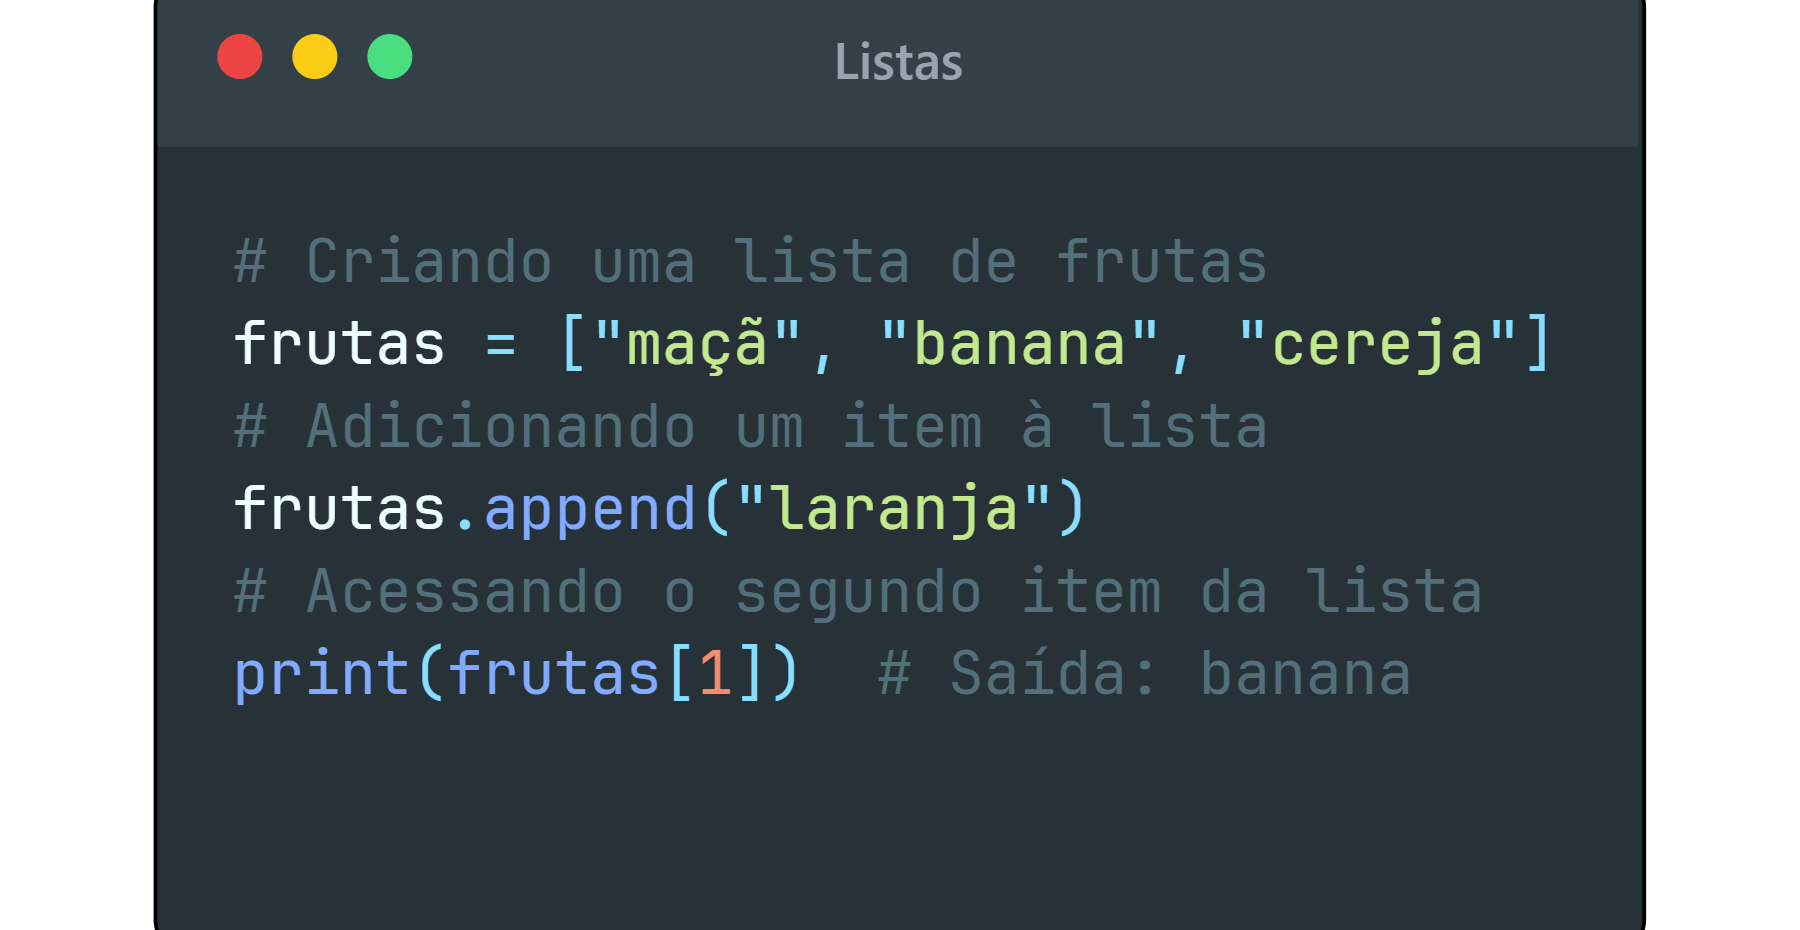 Listas
# Criando uma lista de frutas
frutas = ["maçã", "banana", "cereja"]
# Adicionando um item à lista
frutas.append("laranja")
# Acessando o segundo item da lista
print(frutas[1])  # Saída: banana